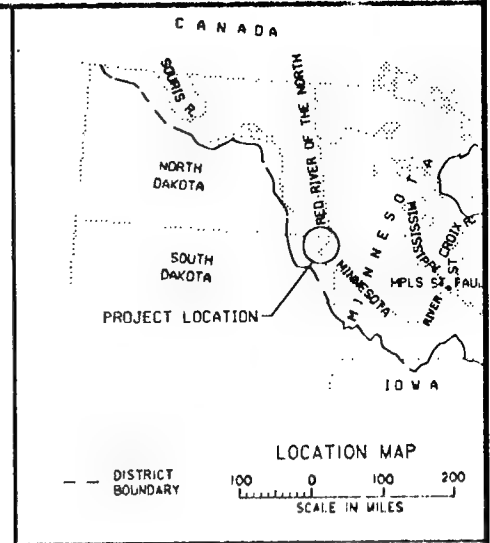 CANADA
SOURIS R.
RED RIVER OF THE NORTH
NORTH
DAKOTA
MINNESOTA
SOUTH
DAKOTA
MISSISSIPPI
RIVER
ST CROIX R.
MINNESOTA
MPLS ST. PAUL
PROJECT LOCATION
IOWA
LOCATION MAP
DISTRICT
BOUNDARY
100 0 100 200
SCALE IN MILES